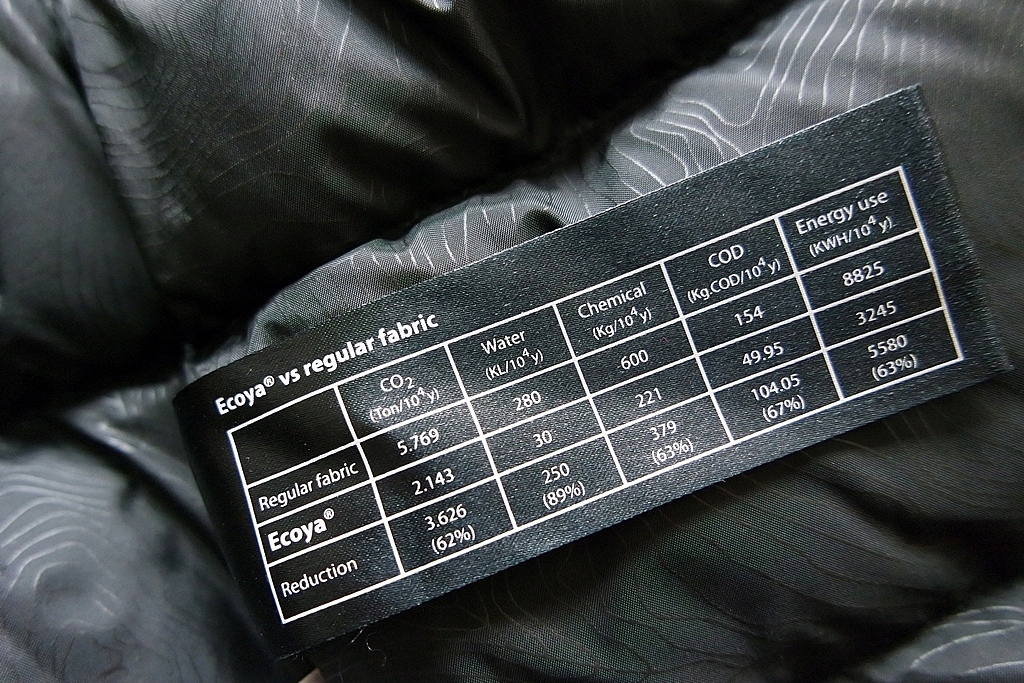 Ecoya® vs regular fabric
CO₂ Water Chemical COD Energy use
(Ton/10⁴y) (KL/10⁴y) (Kg/10⁴y) (Kg.COD/10⁴y) (KWH/10⁴y)
Regular fabric 5.769 280 600 154 8825
Ecoya® 2.143 30 221 49.95 3245
Reduction 3.626 250 379 104.05 5580
(62%) (89%) (63%) (67%) (63%)